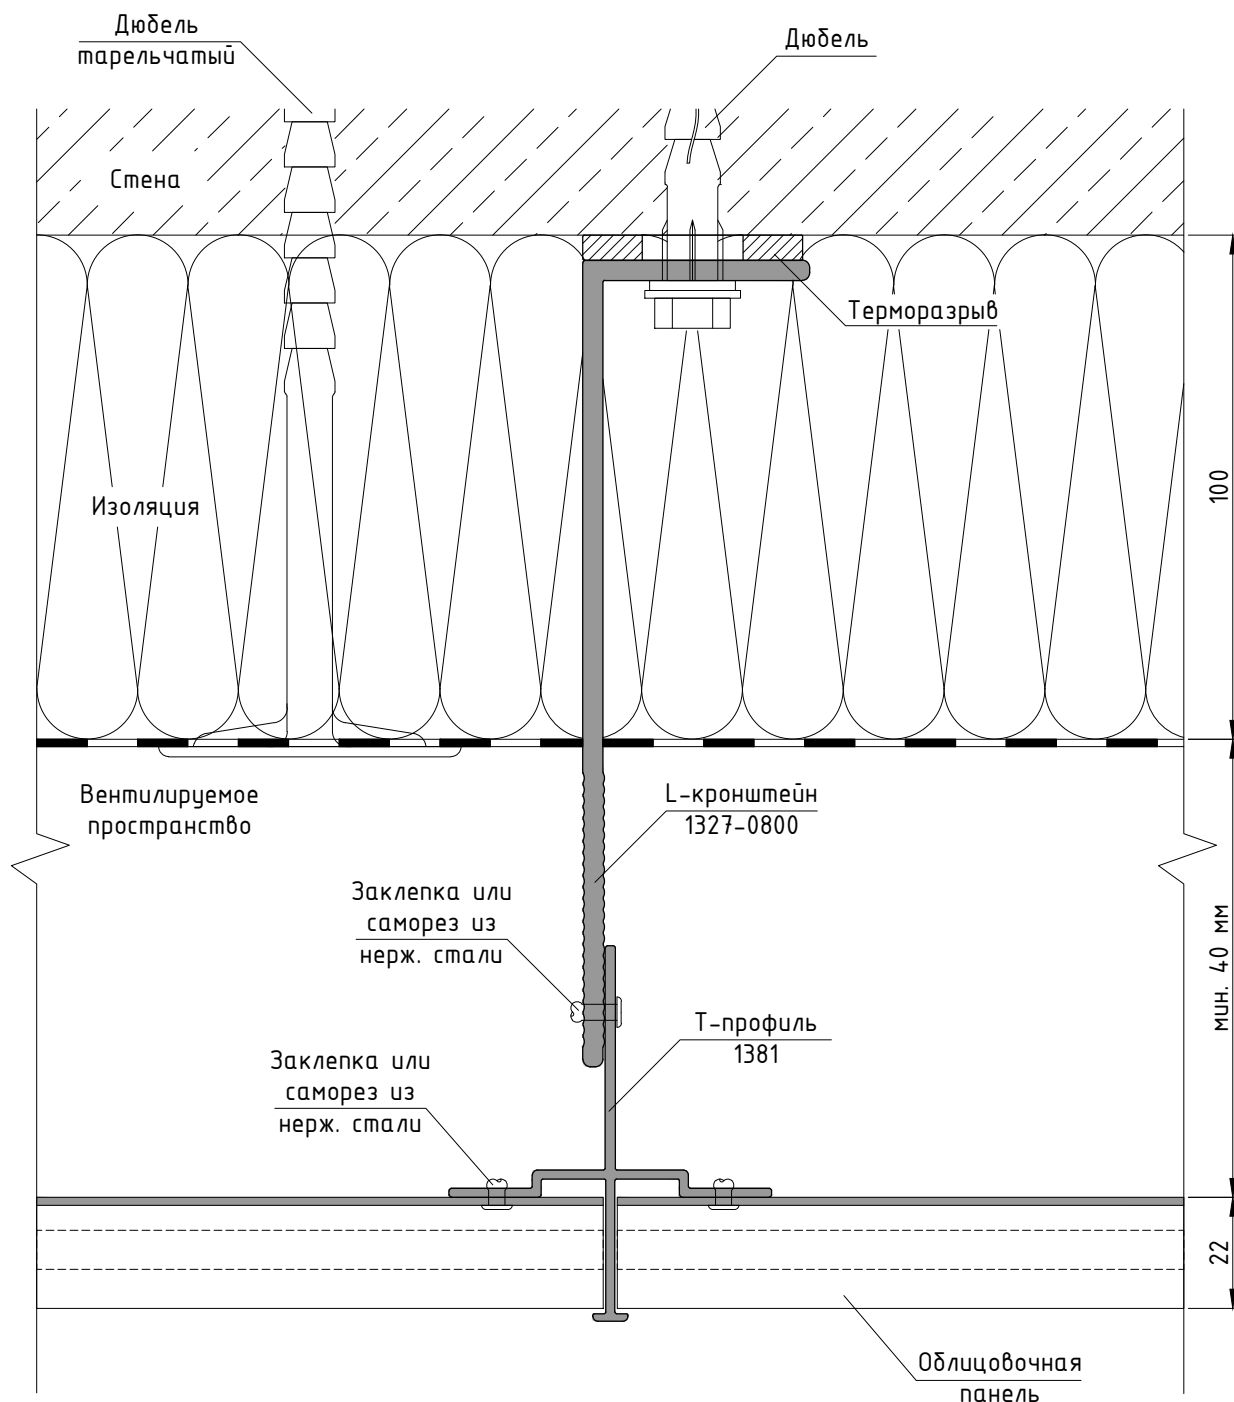 Дюбель
тарельчатый
Дюбель
Стена
Терморазрыв
100
Изоляция
Вентилируемое
пространство
L-кронштейн
1327-0800
Заклепка или
саморез из
нерж. стали
мин. 40 мм
Т-профиль
1381
Заклепка или
саморез из
нерж. стали
22
Облицовочная
панель